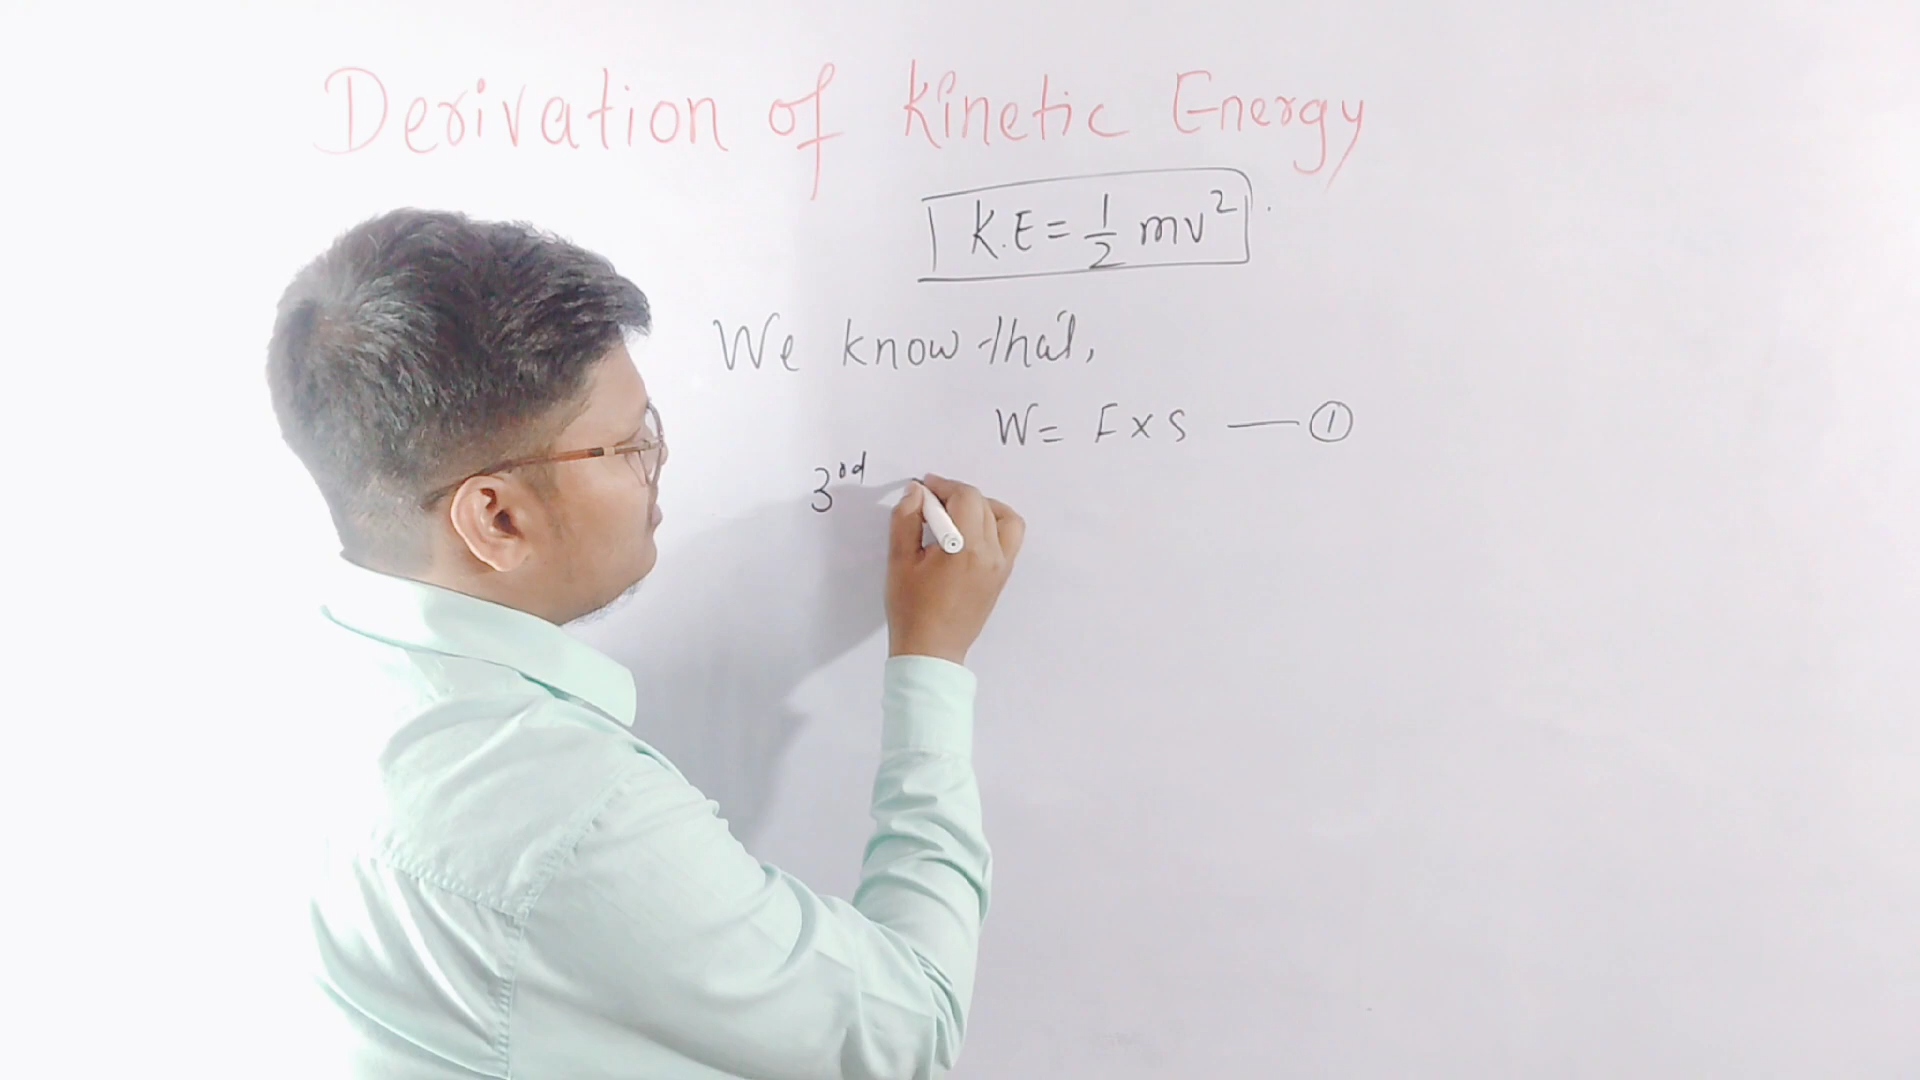 Derivation of Kinetic Energy
K.E = 1/2 mv²
We know that,
W = F × S — ①
3rd